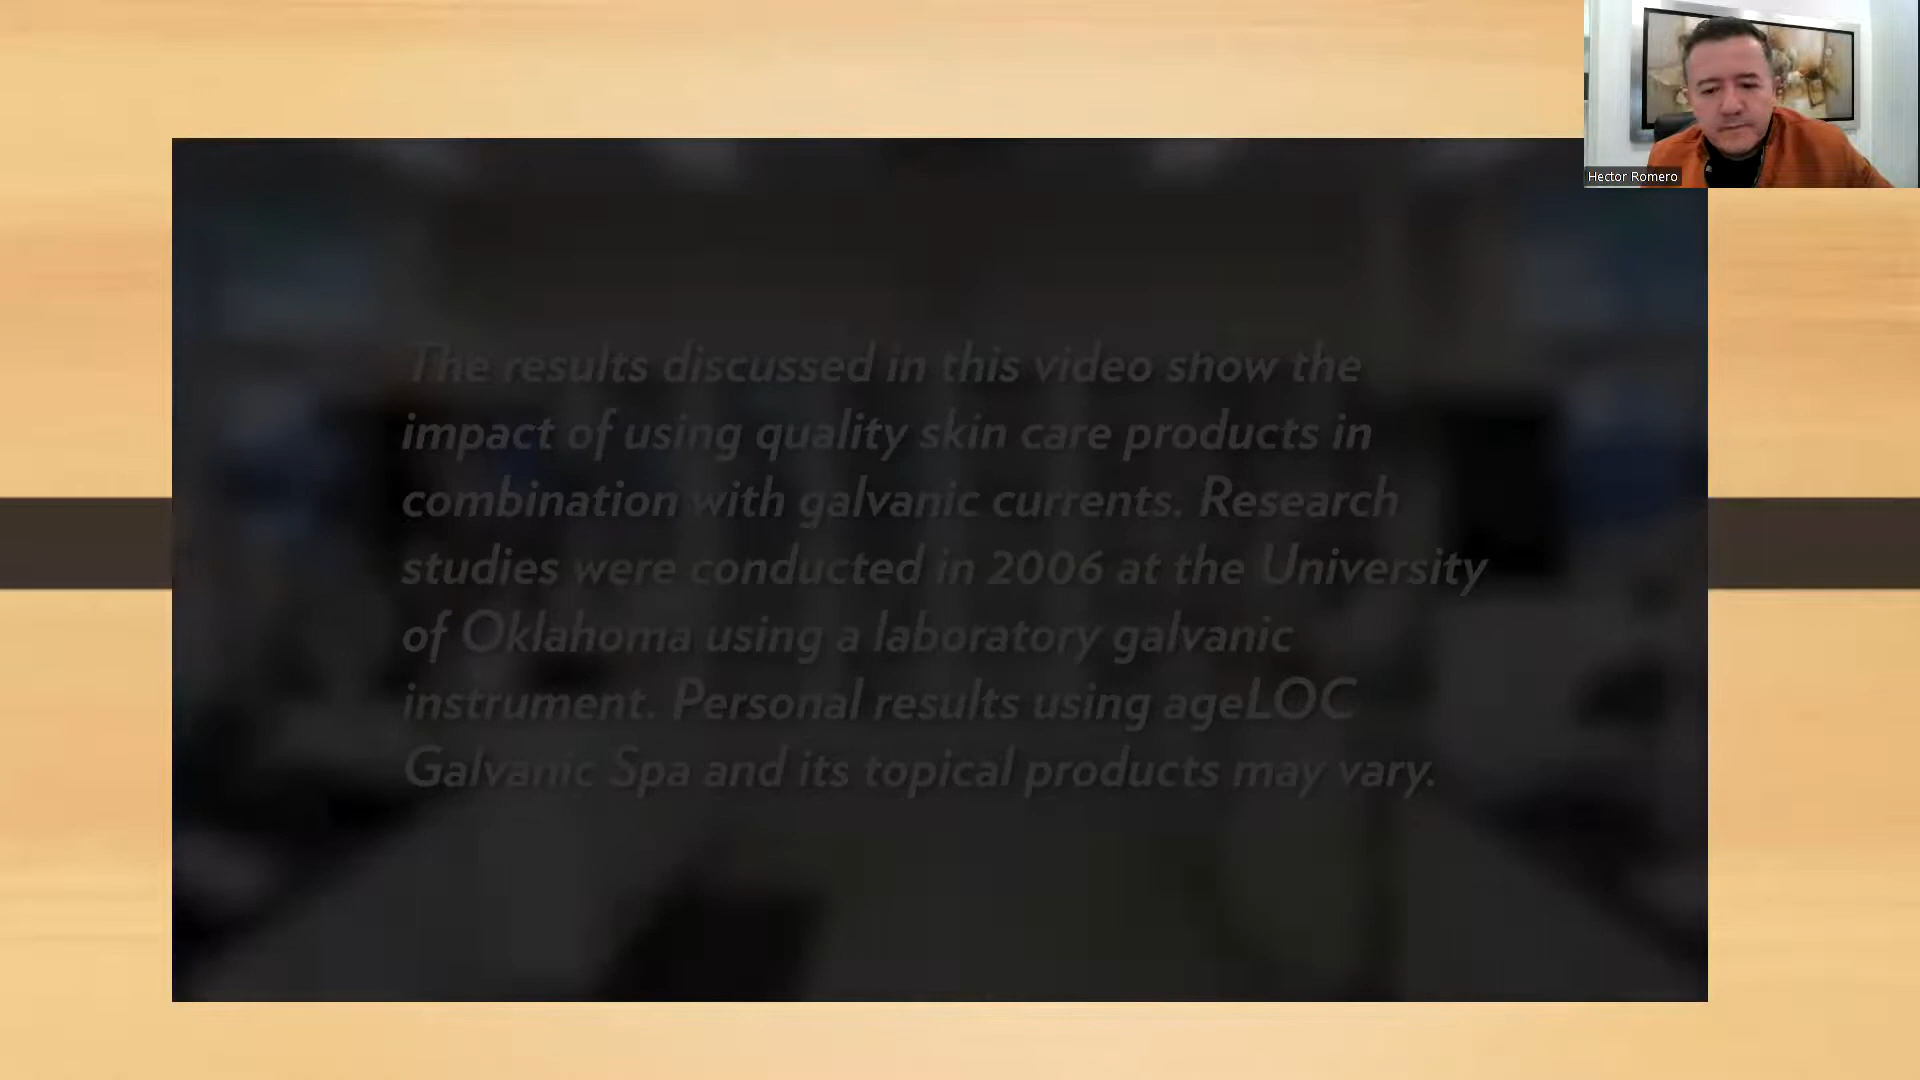 Hector Romero
The results discussed in this video show the
impact of using quality skin care products in
combination with galvanic currents. Research
studies were conducted in 2006 at the University
of Oklahoma using a laboratory galvanic
instrument. Personal results using ageLOC
Galvanic Spa and its topical products may vary.